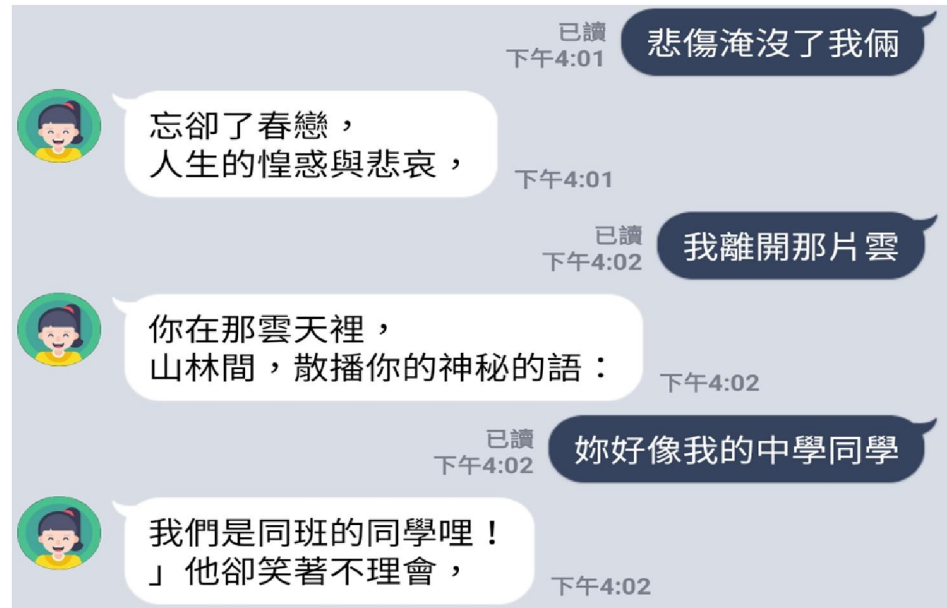 已讀
下午4:01
悲傷淹沒了我倆
忘卻了春戀，
人生的惶惑與悲哀，
下午4:01
已讀
下午4:02
我離開那片雲
你在那雲天裡，
山林間，散播你的神秘的語：
下午4:02
已讀
下午4:02
妳好像我的中學同學
我們是同班的同學哩！
」他卻笑著不理會，
下午4:02